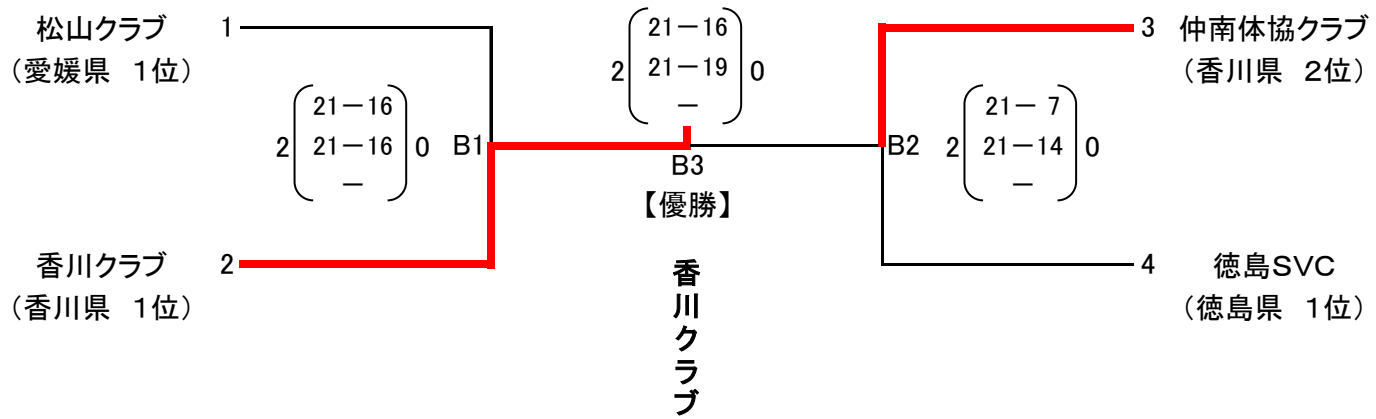 松山クラブ 1
（愛媛県 1位）
2 21－16 0
21－16
－
B1
香川クラブ 2
（香川県 1位）
21－16
2 21－19 0
－
B3
【優勝】
香川クラブ
3 仲南体協クラブ
（香川県 2位）
B2
21－ 7
2 21－14 0
－
4 徳島SVC
（徳島県 1位）